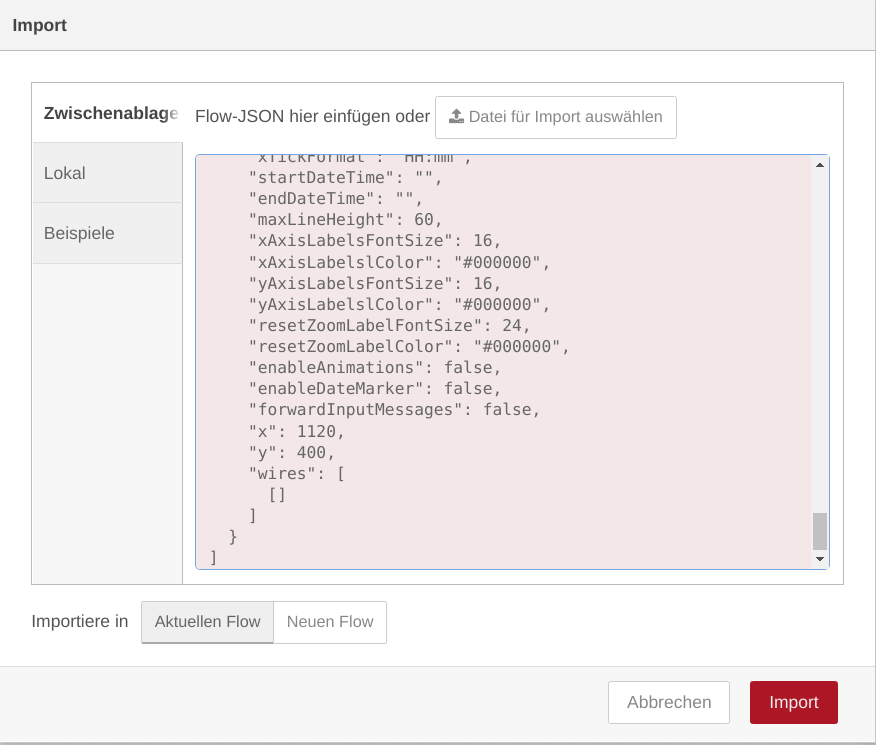 Import
Zwischenablage
Flow-JSON hier einfügen oder
Datei für Import auswählen
Lokal
Beispiele
"xTickFormat": "HH:mm",
"startDateTime": "",
"endDateTime": "",
"maxLineHeight": 60,
"xAxisLabelsFontSize": 16,
"xAxisLabelslColor": "#000000",
"yAxisLabelsFontSize": 16,
"yAxisLabelslColor": "#000000",
"resetZoomLabelFontSize": 24,
"resetZoomLabelColor": "#000000",
"enableAnimations": false,
"enableDateMarker": false,
"forwardInputMessages": false,
"x": 1120,
"y": 400,
"wires": [
[]
]
}
]
Importiere in
Aktuellen Flow
Neuen Flow
Abbrechen
Import